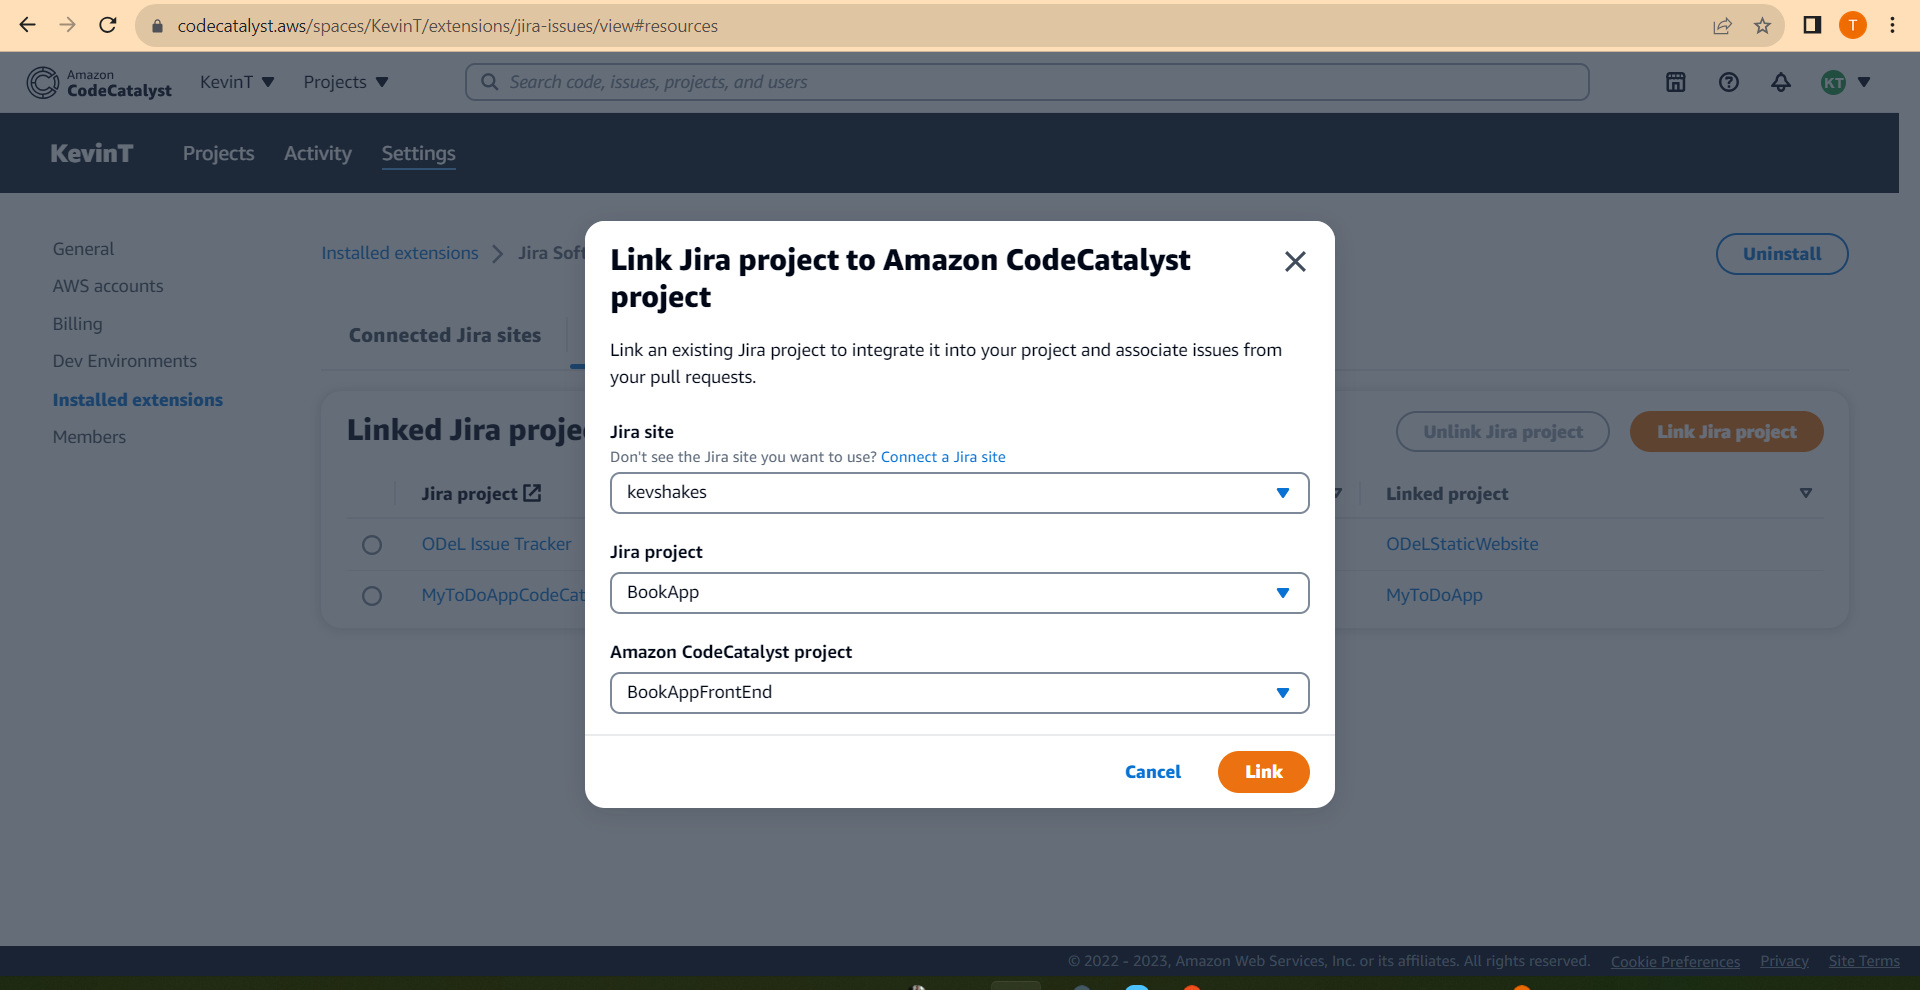 codecatalyst.aws/spaces/KevinT/extensions/jira-issues/view#resources
T
Amazon
CodeCatalyst
KevinT
Projects
Search code, issues, projects, and users
KT
KevinT
Projects
Activity
Settings
General
AWS accounts
Billing
Dev Environments
Installed extensions
Members
Installed extensions
Jira Soft
Uninstall
Connected Jira sites
Linked Jira proje
Unlink Jira project
Link Jira project
Jira project
Linked project
ODeL Issue Tracker
ODeLStaticWebsite
MyToDoAppCodeCat
MyToDoApp
Link Jira project to Amazon CodeCatalyst
project
Link an existing Jira project to integrate it into your project and associate issues from
your pull requests.
Jira site
Don't see the Jira site you want to use? Connect a Jira site
kevshakes
Jira project
BookApp
Amazon CodeCatalyst project
BookAppFrontEnd
Cancel
Link
© 2022 - 2023, Amazon Web Services, Inc. or its affiliates. All rights reserved.
Cookie Preferences
Privacy
Site Terms